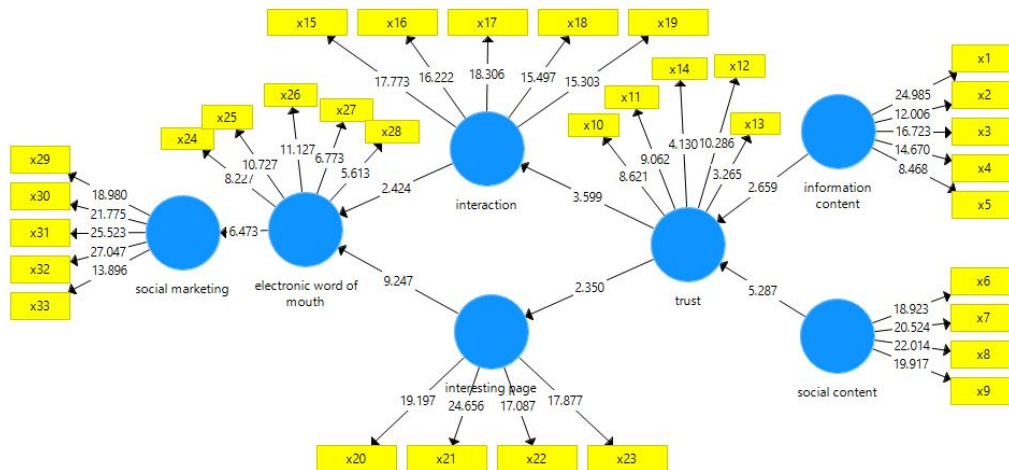 x15
x16
x17
x18
x19
17.773
16.222
18.306
15.497
15.303
interaction
x24
x25
x26
x27
x28
8.227
10.727
11.127
6.773
5.613
electronic word of
mouth
2.424
9.247
6.473
x29
x30
x31
x32
x33
18.980
21.775
25.523
27.047
13.896
social marketing
x10
x11
x14
x12
x13
8.621
9.062
4.130
10.286
3.265
trust
3.599
2.350
2.659
5.287
x1
x2
x3
x4
x5
24.985
12.006
16.723
14.670
8.468
information
content
x6
x7
x8
x9
18.923
20.524
22.014
19.917
social content
interesting page
19.197
24.656
17.087
17.877
x20
x21
x22
x23